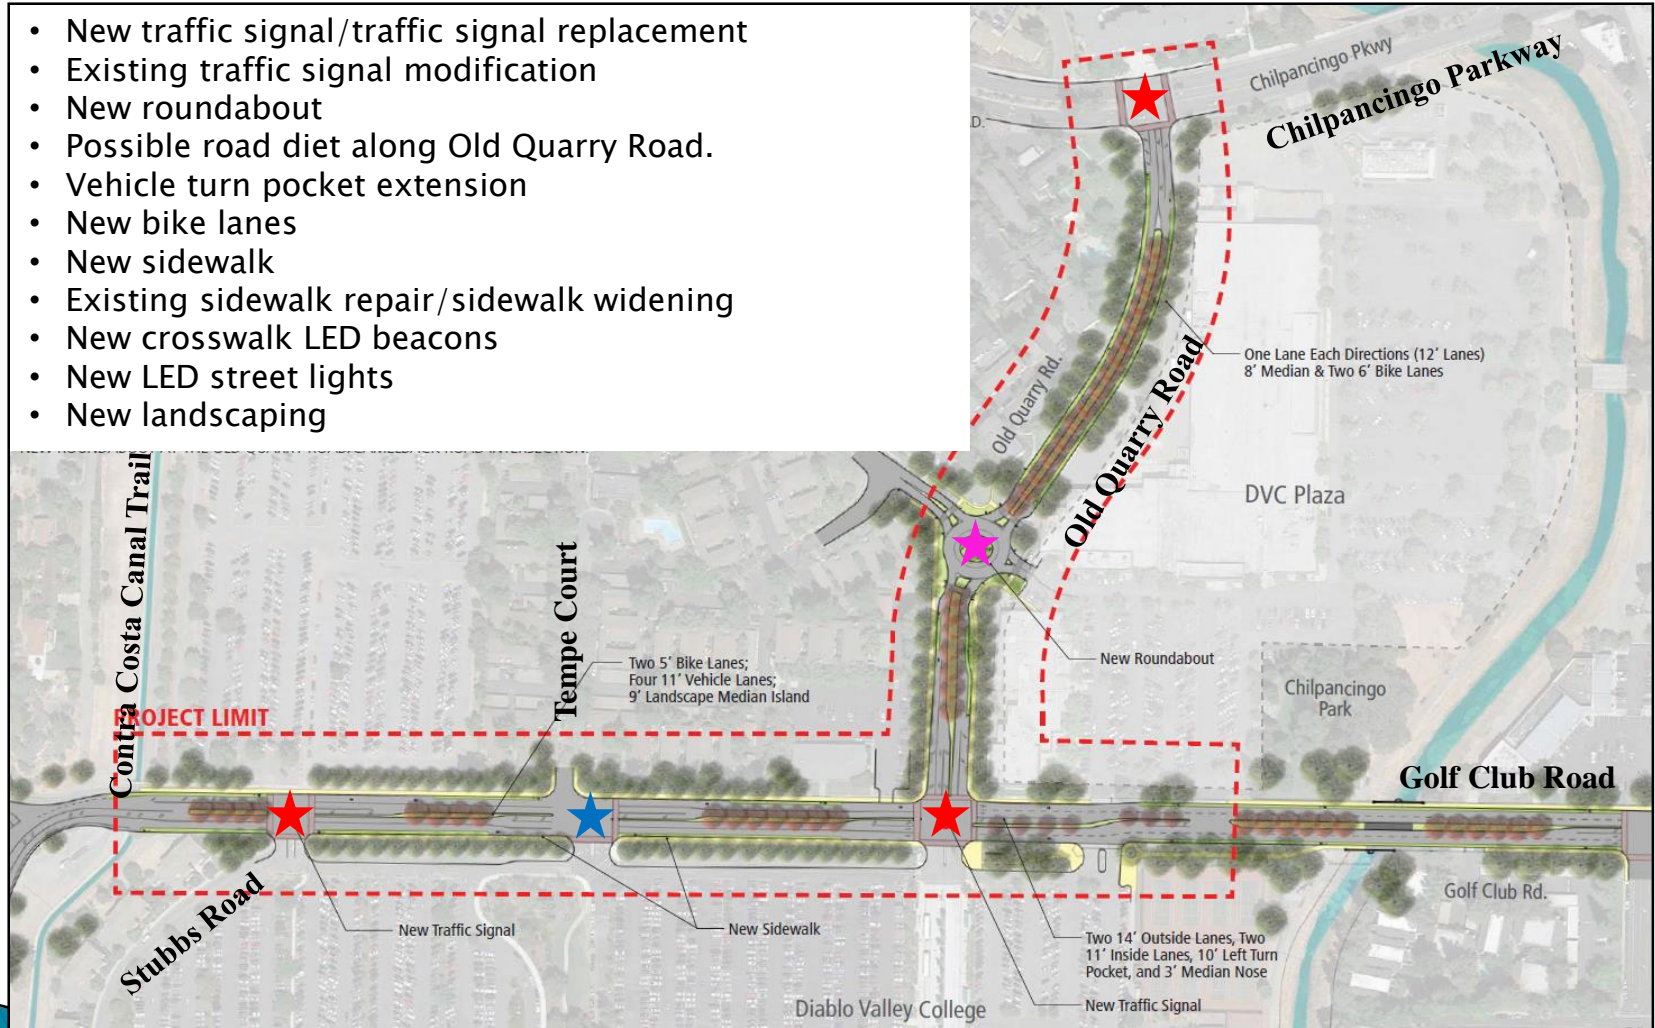 • New traffic signal/traffic signal replacement
• Existing traffic signal modification
• New roundabout
• Possible road diet along Old Quarry Road.
• Vehicle turn pocket extension
• New bike lanes
• New sidewalk
• Existing sidewalk repair/sidewalk widening
• New crosswalk LED beacons
• New LED street lights
• New landscaping
Chilpancingo Pkwy
Chilpancingo Parkway
D.
One Lane Each Directions (12' Lanes)
8' Median & Two 6' Bike Lanes
Old Quarry Rd.
Old Quarry Road
DVC Plaza
Contra Costa Canal Trail
Tempe Court
Two 5' Bike Lanes;
Four 11' Vehicle Lanes;
9' Landscape Median Island
New Roundabout
Chilpancingo
Park
PROJECT LIMIT
Golf Club Road
Golf Club Rd.
Stubbs Road
New Traffic Signal
New Sidewalk
Two 14' Outside Lanes, Two
11' Inside Lanes, 10' Left Turn
Pocket, and 3' Median Nose
New Traffic Signal
Diablo Valley College